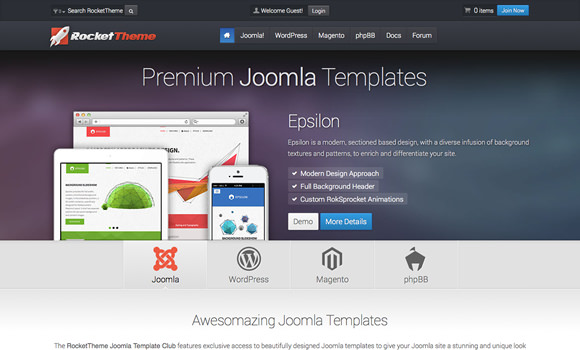 Search RocketTheme Welcome Guest! Login 0 items Join Now
RocketTheme Joomla! WordPress Magento phpBB Docs Forum
Premium Joomla Templates
Epsilon
Epsilon is a modern, sectioned based design, with a diverse infusion of background
textures and patterns, to enrich and differentiate your site.
Modern Design Approach
Full Background Header
Custom RokSprocket Animations
Demo More Details
Joomla WordPress Magento phpBB
Awesomazing Joomla Templates
The RocketTheme Joomla Template Club features exclusive access to beautifully designed Joomla templates to give your Joomla site a stunning and unique look